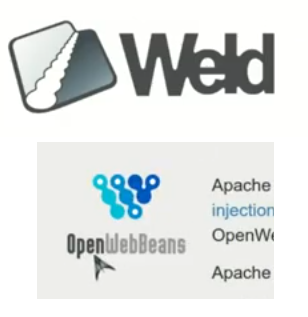 Weld
Apache
injection
OpenWebBeans
OpenWe
Apache